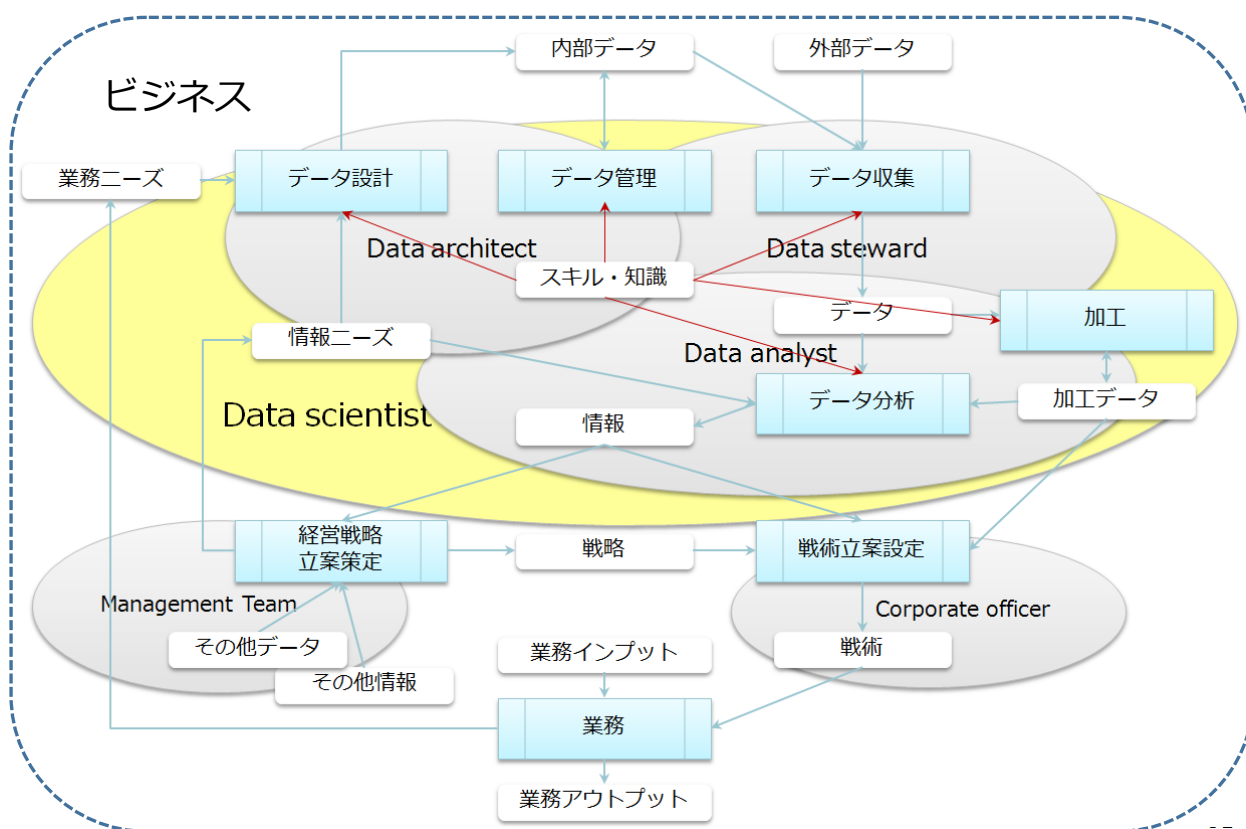 内部データ
外部データ
ビジネス
業務ニーズ
データ設計
データ管理
データ収集
Data architect
Data steward
スキル・知識
データ
加工
情報ニーズ
Data analyst
データ分析
加工データ
Data scientist
情報
経営戦略
立案策定
戦略
戦術立案設定
Management Team
Corporate officer
その他データ
業務インプット
戦術
その他情報
業務
業務アウトプット